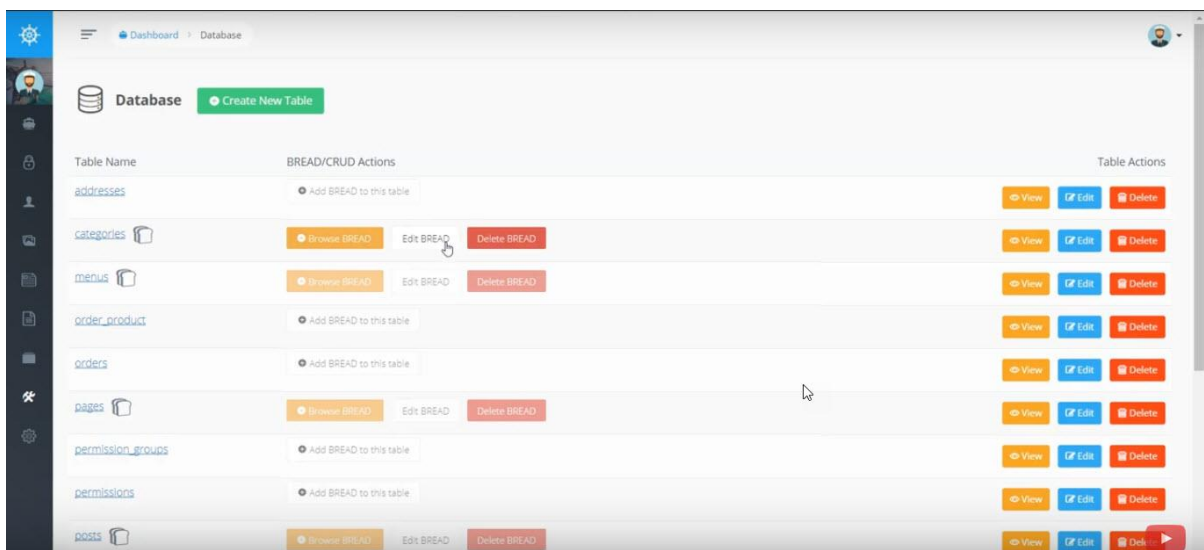 Dashboard > Database
Database Create New Table
Table Name BREAD/CRUD Actions Table Actions
addresses Add BREAD to this table View Edit Delete
categories Browse BREAD Edit BREAD Delete BREAD View Edit Delete
menus Browse BREAD Edit BREAD Delete BREAD View Edit Delete
order_product Add BREAD to this table View Edit Delete
orders Add BREAD to this table View Edit Delete
pages Browse BREAD Edit BREAD Delete BREAD View Edit Delete
permission_groups Add BREAD to this table View Edit Delete
permissions Add BREAD to this table View Edit Delete
posts Browse BREAD Edit BREAD Delete BREAD View Edit